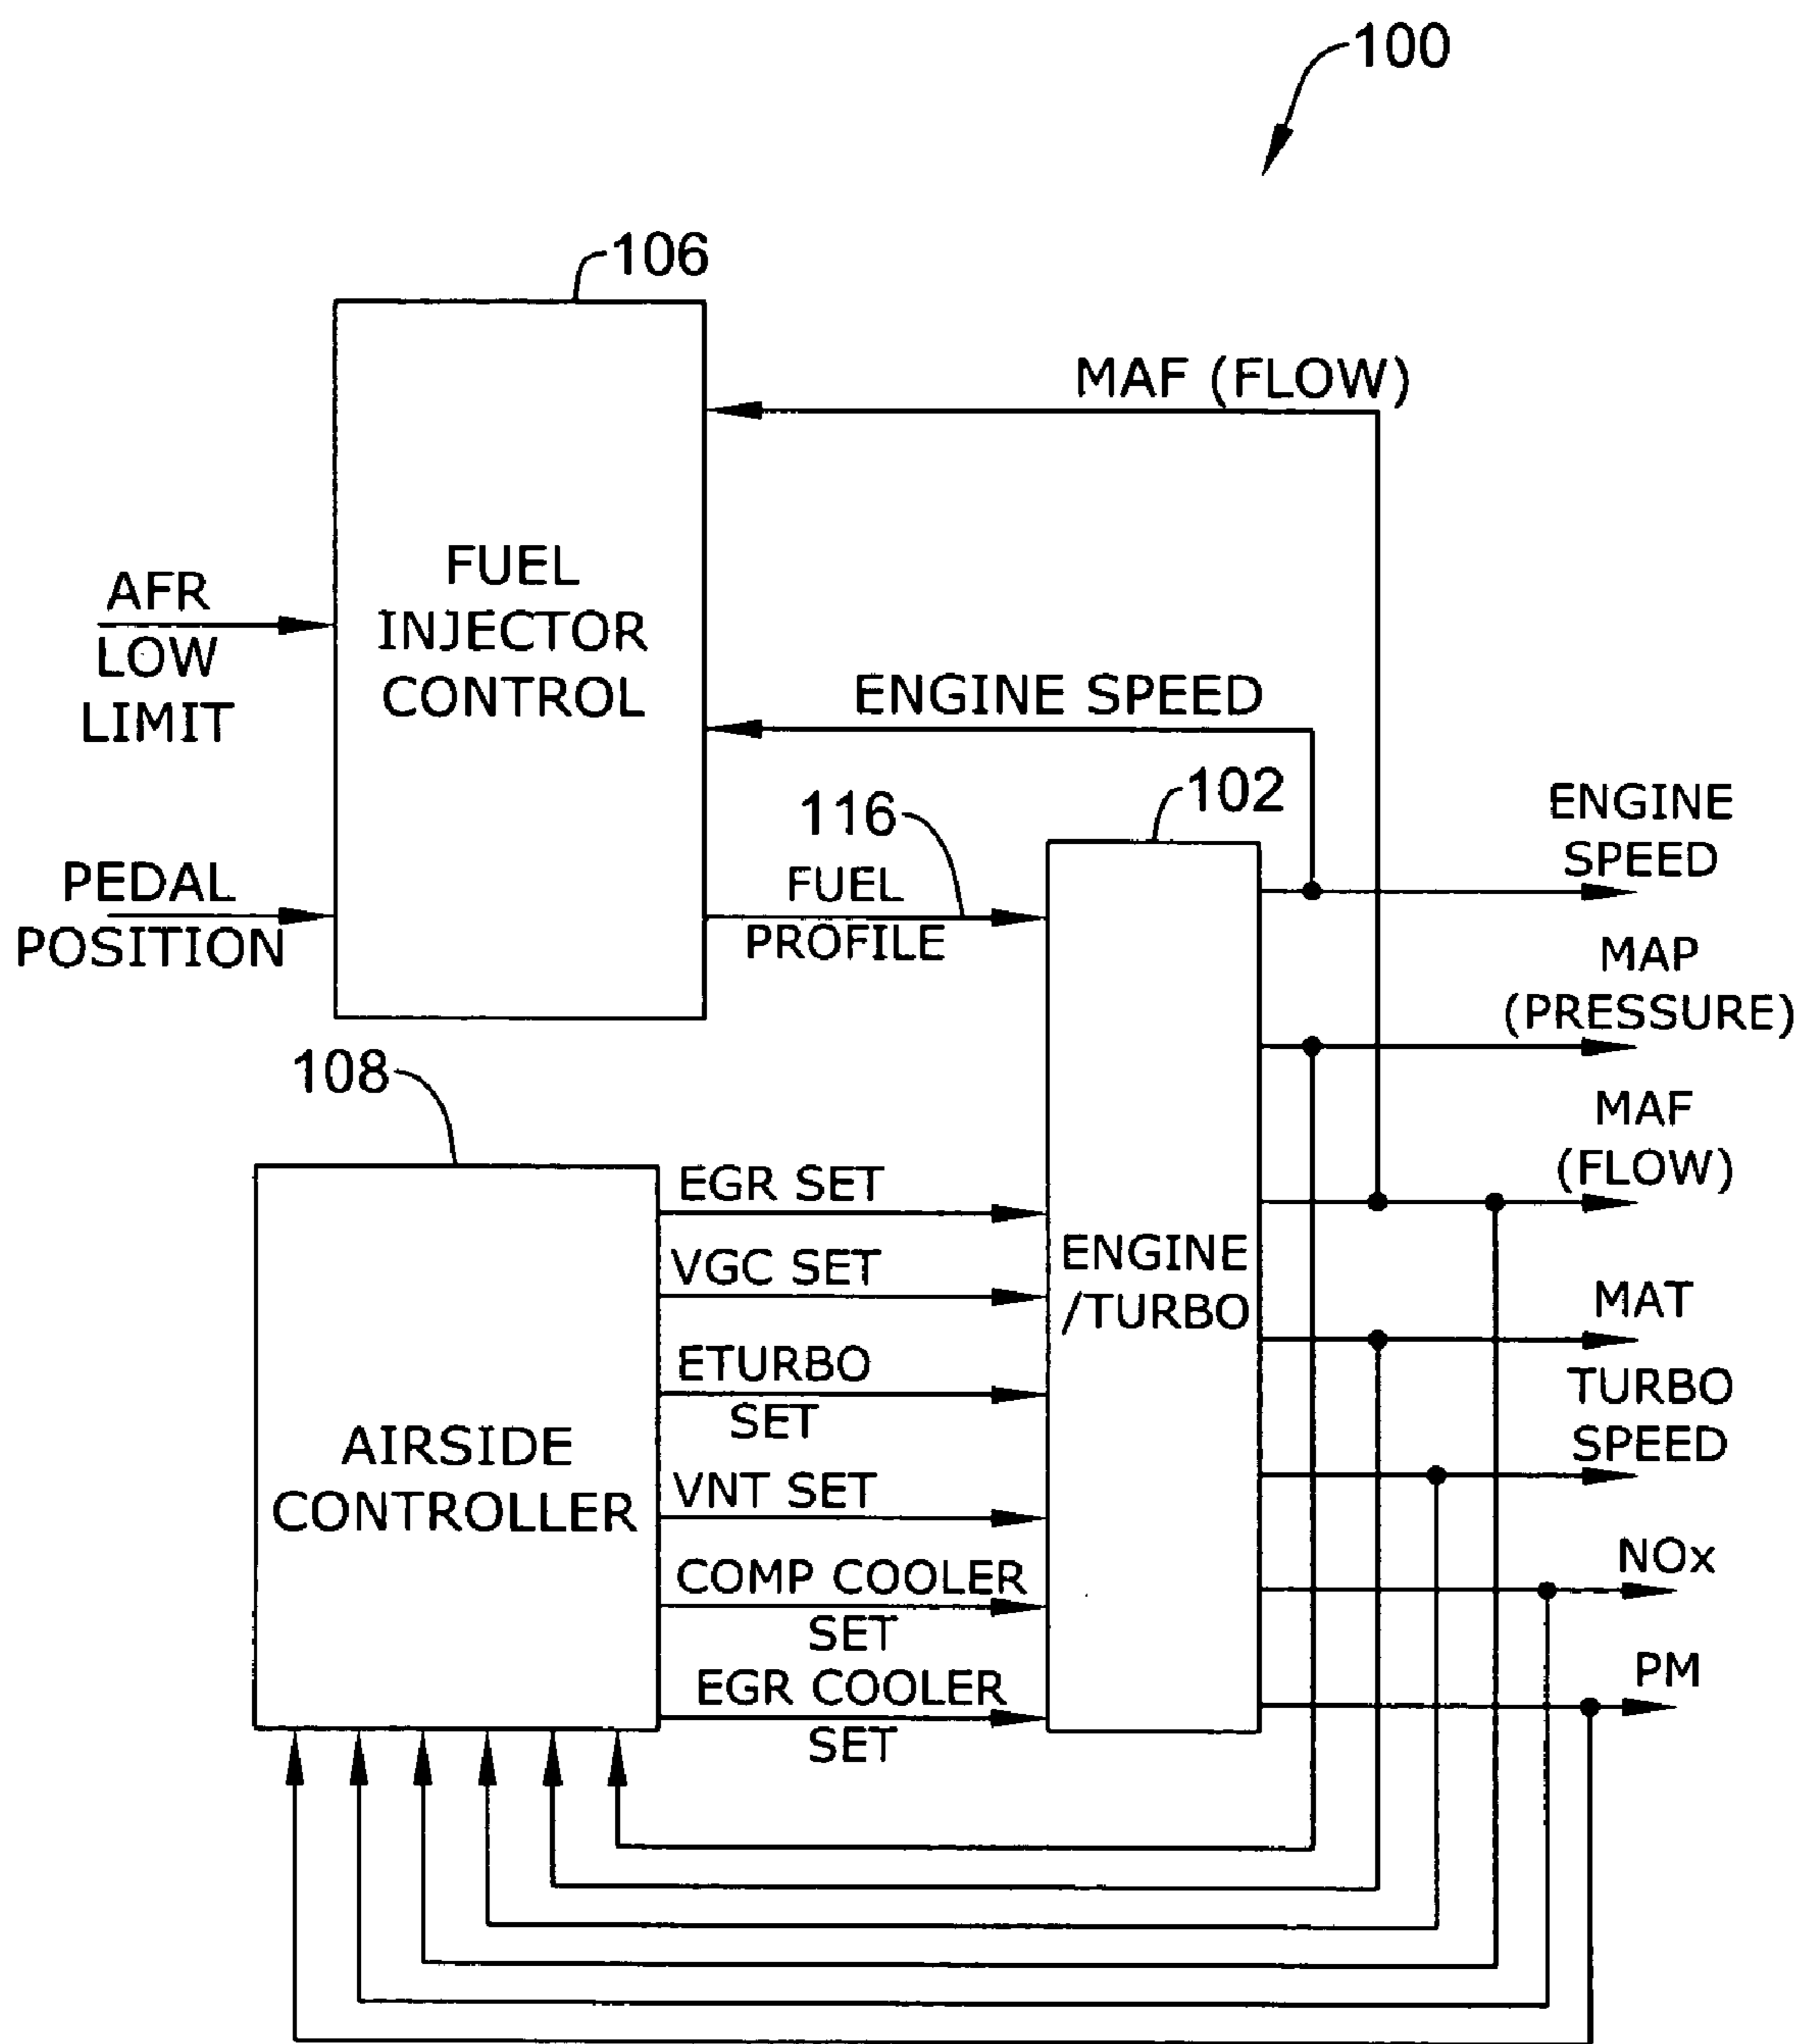 100
106
MAF (FLOW)
AFR
LOW
LIMIT
FUEL
INJECTOR
CONTROL
ENGINE SPEED
102
116
ENGINE
SPEED
PEDAL
POSITION
FUEL
PROFILE
MAP
(PRESSURE)
108
MAF
(FLOW)
EGR SET
VGC SET
ENGINE
/TURBO
MAT
ETURBO
SET
TURBO
SPEED
AIRSIDE
CONTROLLER
VNT SET
COMP COOLER
SET
NOx
EGR COOLER
SET
PM